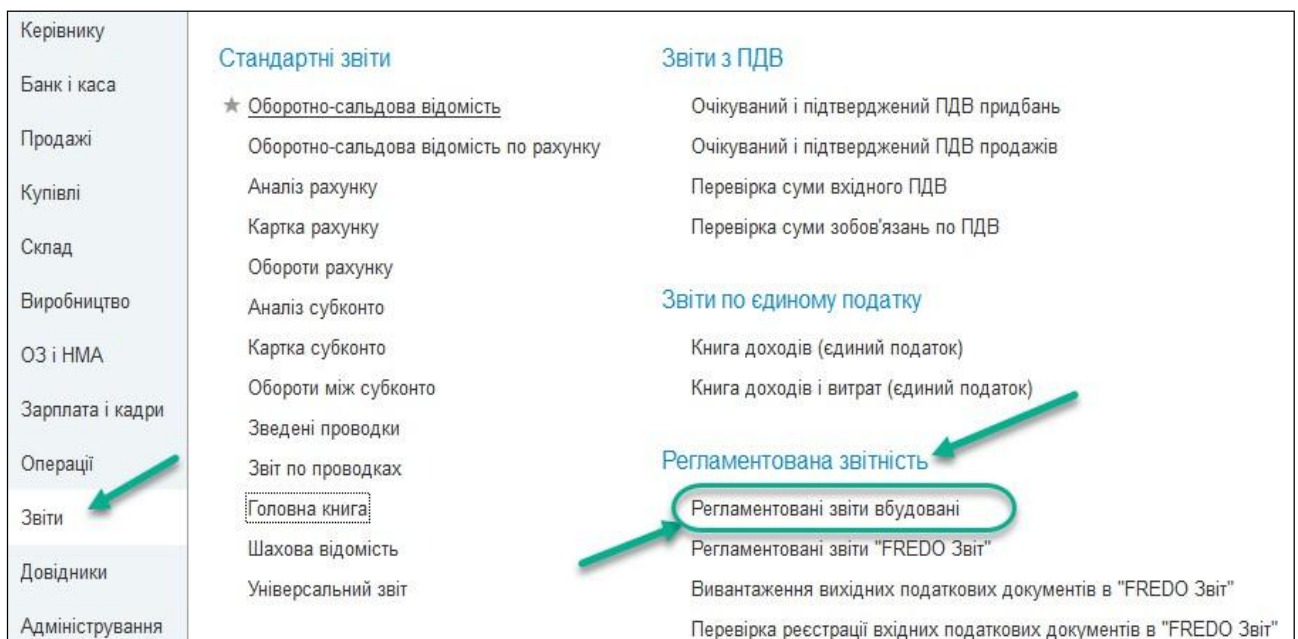 Керівнику
Банк і каса
Продажі
Купівлі
Склад
Виробництво
ОЗ і НМА
Зарплата і кадри
Операції
Звіти
Довідники
Адміністрування
Стандартні звіти
Оборотно-сальдова відомість
Оборотно-сальдова відомість по рахунку
Аналіз рахунку
Картка рахунку
Обороти рахунку
Аналіз субконто
Картка субконто
Обороти між субконто
Зведені проводки
Звіт по проводках
Головна книга
Шахова відомість
Універсальний звіт
Звіти з ПДВ
Очікуваний і підтверджений ПДВ придбань
Очікуваний і підтверджений ПДВ продажів
Перевірка суми вхідного ПДВ
Перевірка суми зобов'язань по ПДВ
Звіти по єдиному податку
Книга доходів (єдиний податок)
Книга доходів і витрат (єдиний податок)
Регламентована звітність
Регламентовані звіти вбудовані
Регламентовані звіти "FREDO Звіт"
Вивантаження вихідних податкових документів в "FREDO Звіт"
Перевірка реєстрації вхідних податкових документів в "FREDO Звіт"